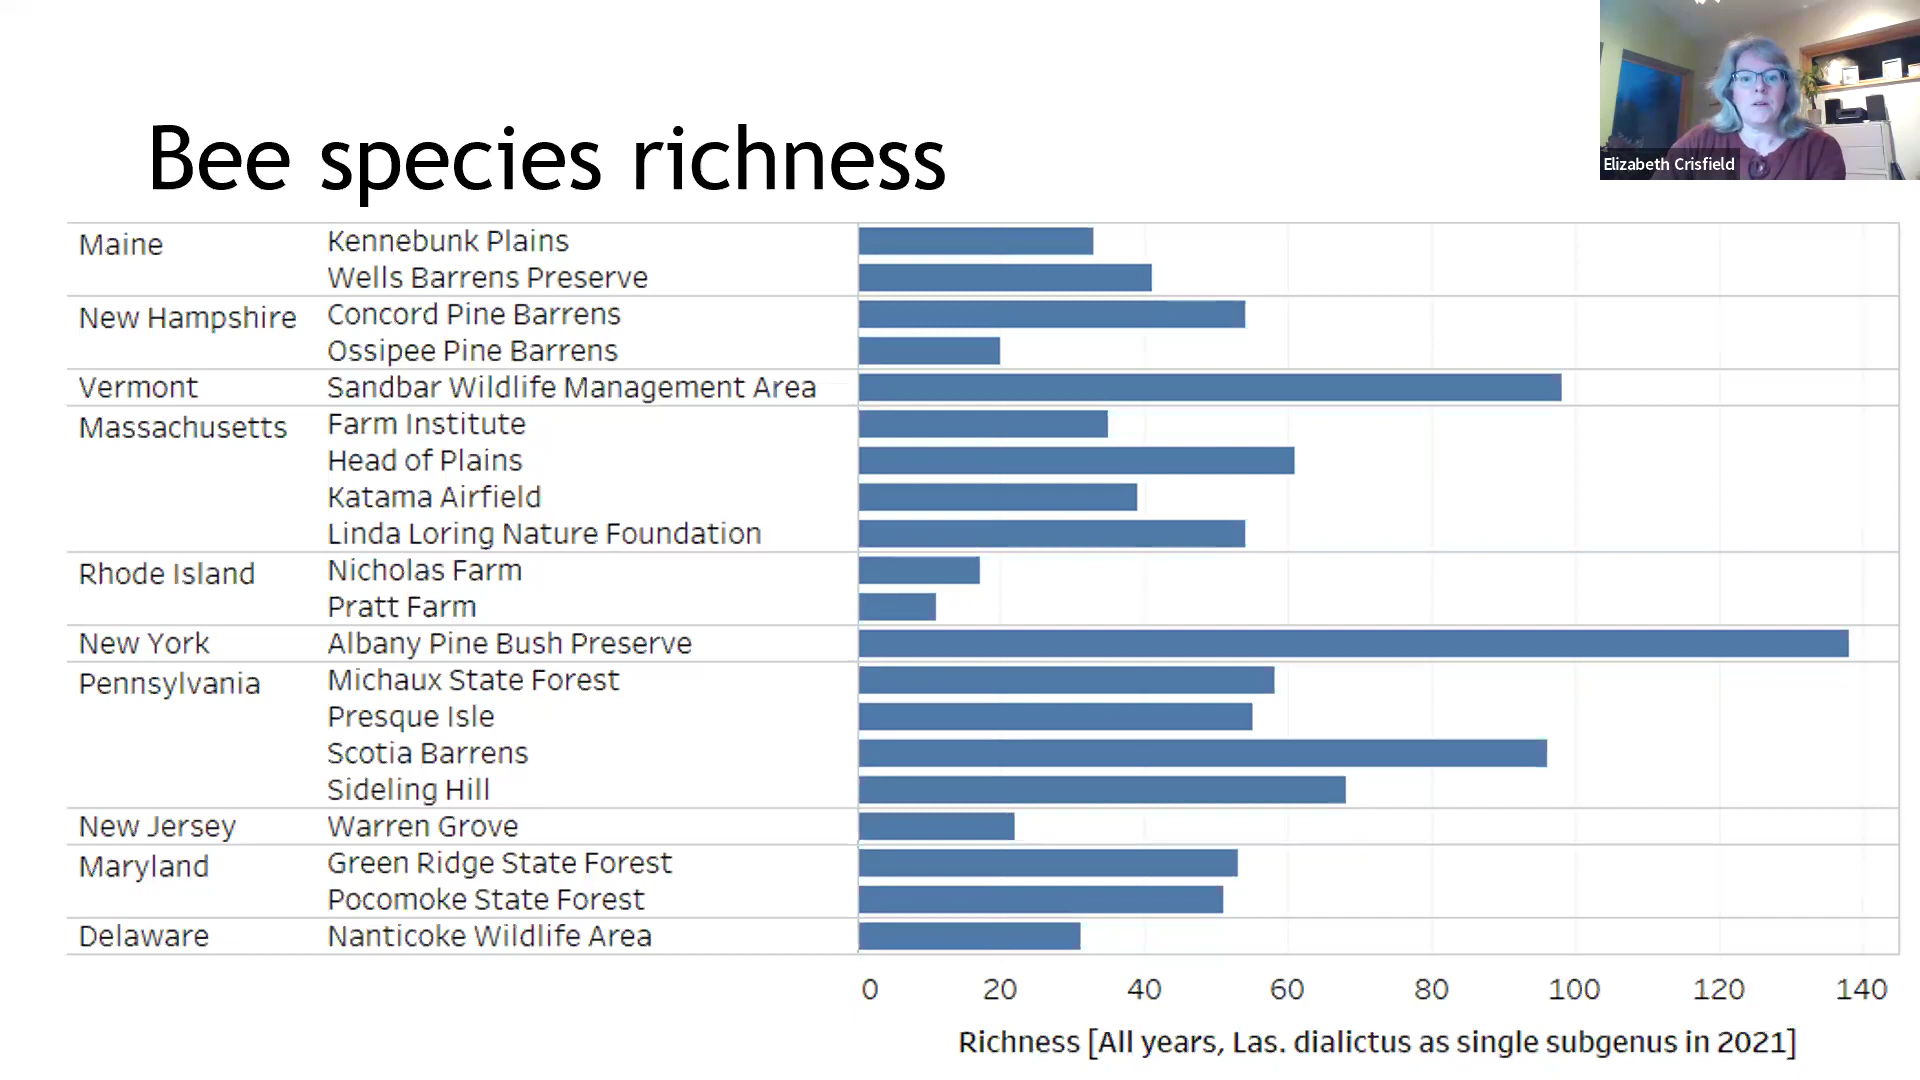 Elizabeth Crisfield
Bee species richness
Maine Kennebunk Plains
Wells Barrens Preserve
New Hampshire Concord Pine Barrens
Ossipee Pine Barrens
Vermont Sandbar Wildlife Management Area
Massachusetts Farm Institute
Head of Plains
Katama Airfield
Linda Loring Nature Foundation
Rhode Island Nicholas Farm
Pratt Farm
New York Albany Pine Bush Preserve
Pennsylvania Michaux State Forest
Presque Isle
Scotia Barrens
Sideling Hill
New Jersey Warren Grove
Maryland Green Ridge State Forest
Pocomoke State Forest
Delaware Nanticoke Wildlife Area
0 20 40 60 80 100 120 140
Richness [All years, Las. dialictus as single subgenus in 2021]